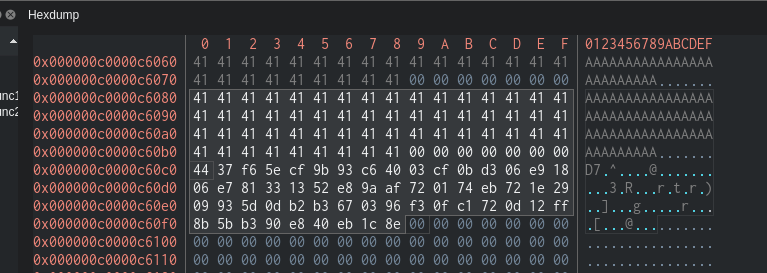 Hexdump
0 1 2 3 4 5 6 7 8 9 A B C D E F 0123456789ABCDEF
0x000000c0000c6060 41 41 41 41 41 41 41 41 41 41 41 41 41 41 41 41 AAAAAAAAAAAAAAAA
0x000000c0000c6070 41 41 41 41 41 41 41 41 41 00 00 00 00 00 00 00 AAAAAAAAA.......
0x000000c0000c6080 41 41 41 41 41 41 41 41 41 41 41 41 41 41 41 41 AAAAAAAAAAAAAAAA
unc1 0x000000c0000c6090 41 41 41 41 41 41 41 41 41 41 41 41 41 41 41 41 AAAAAAAAAAAAAAAA
unc2 0x000000c0000c60a0 41 41 41 41 41 41 41 41 41 41 41 41 41 41 41 41 AAAAAAAAAAAAAAAA
0x000000c0000c60b0 41 41 41 41 41 41 41 41 41 00 00 00 00 00 00 00 AAAAAAAAA.......
0x000000c0000c60c0 44 37 f6 5e cf 9b 93 c6 40 03 cf 0b d3 06 e9 18 D7.^....@.......
0x000000c0000c60d0 06 e7 81 33 13 52 e8 9a af 72 01 74 eb 72 1e 29 ...3.R...r.t.r.)
0x000000c0000c60e0 09 93 5d 0d b2 b3 67 03 96 f3 0f c1 72 0d 12 ff ..]...g.....r...
0x000000c0000c60f0 8b 5b b3 90 e8 40 eb 1c 8e 00 00 00 00 00 00 00 .[...@..........
0x000000c0000c6100 00 00 00 00 00 00 00 00 00 00 00 00 00 00 00 00 ................
0x000000c0000c6110 00 00 00 00 00 00 00 00 00 00 00 00 00 00 00 00 ................